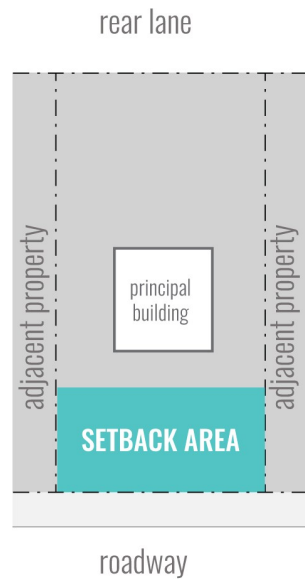 rear lane
adjacent property
principal
building
adjacent property
SETBACK AREA
roadway